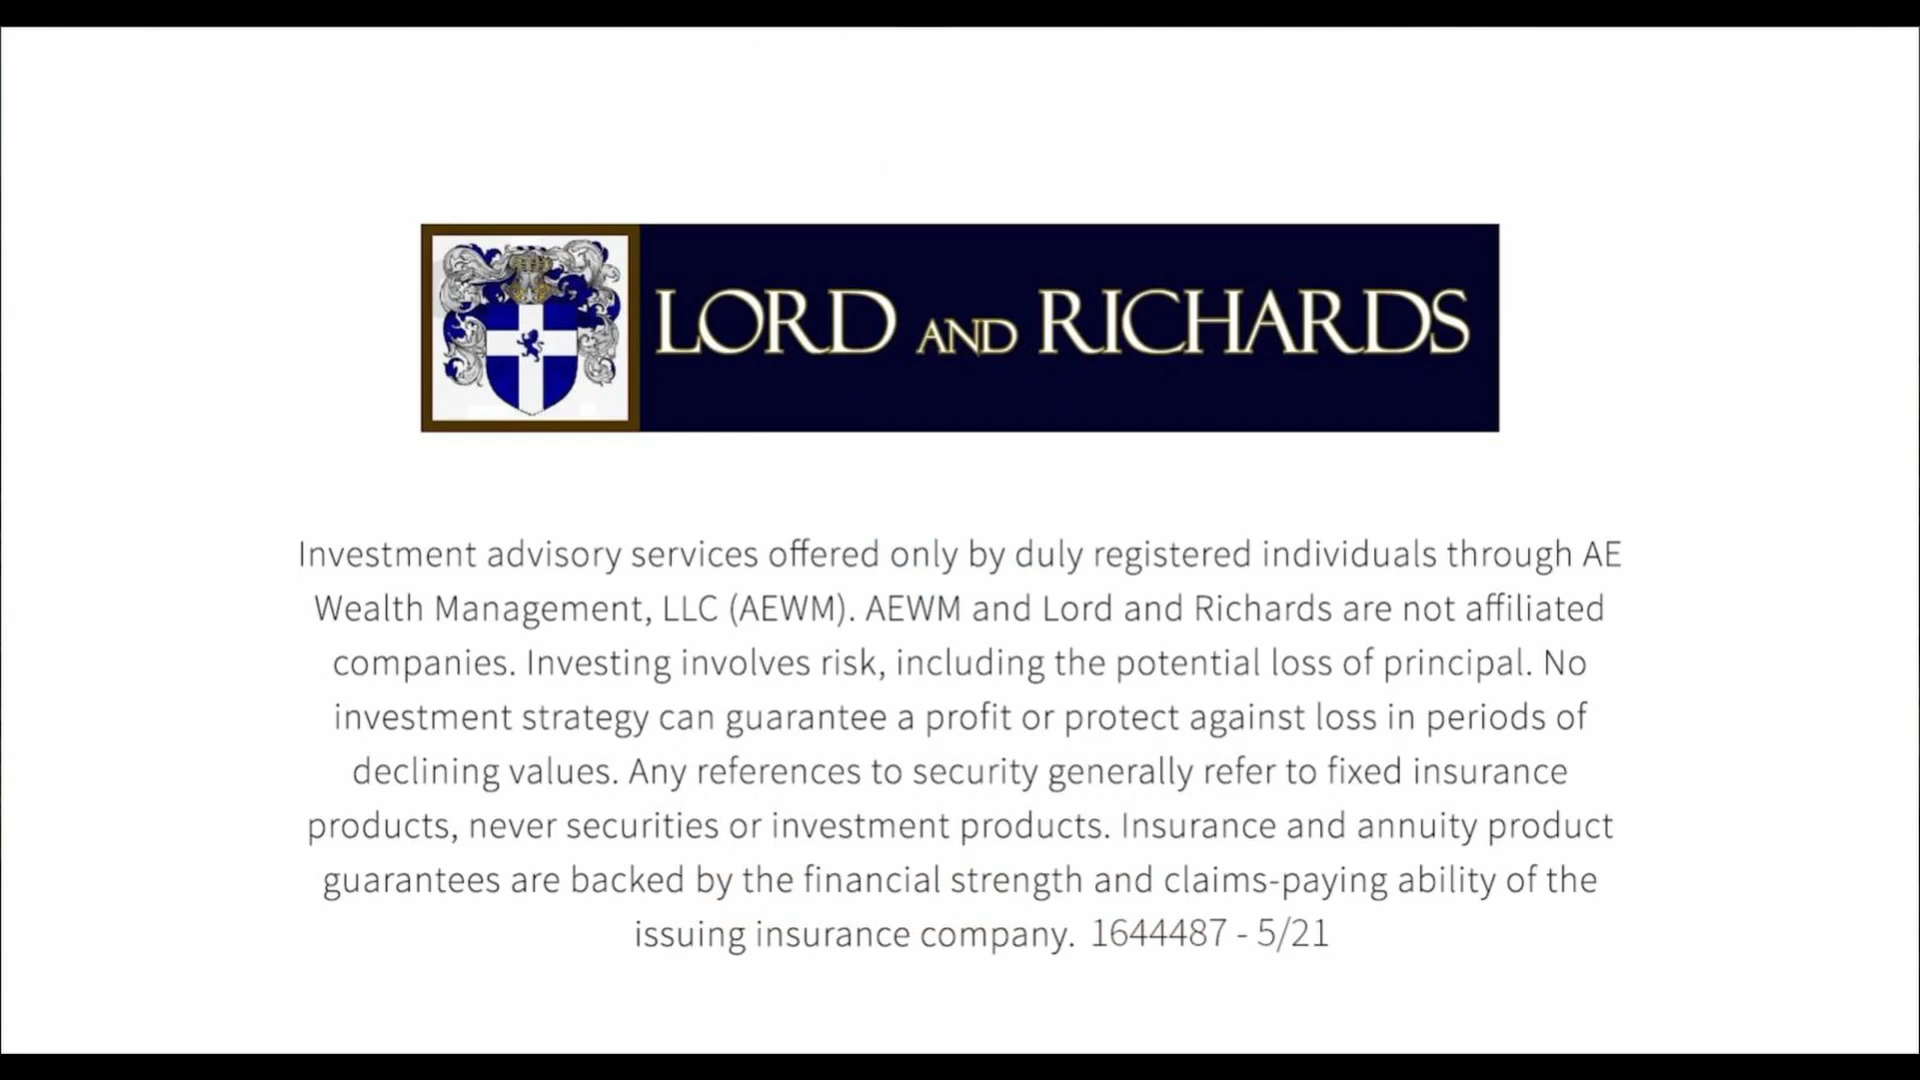 LORD AND RICHARDS
Investment advisory services offered only by duly registered individuals through AE
Wealth Management, LLC (AEWM). AEWM and Lord and Richards are not affiliated
companies. Investing involves risk, including the potential loss of principal. No
investment strategy can guarantee a profit or protect against loss in periods of
declining values. Any references to security generally refer to fixed insurance
products, never securities or investment products. Insurance and annuity product
guarantees are backed by the financial strength and claims-paying ability of the
issuing insurance company. 1644487 - 5/21